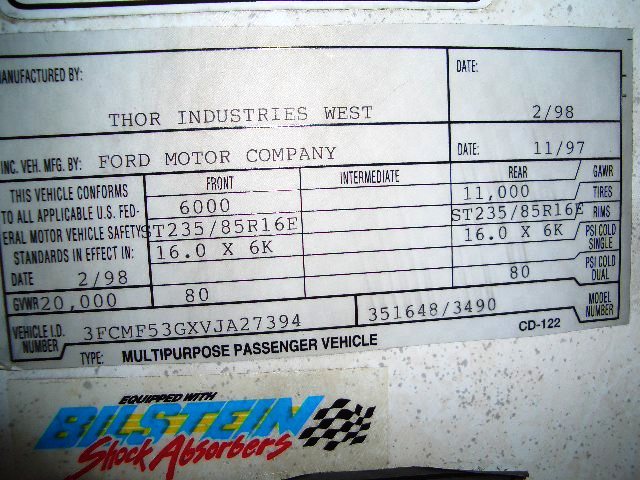 MANUFACTURED BY: DATE:
THOR INDUSTRIES WEST 2/98
INC. VEH. MFG. BY: FORD MOTOR COMPANY DATE: 11/97
THIS VEHICLE CONFORMS FRONT INTERMEDIATE REAR GAWR
TO ALL APPLICABLE U.S. FED- 6000 11,000 TIRES
ERAL MOTOR VEHICLE SAFETY ST235/85R16E ST235/85R16E RIMS
STANDARDS IN EFFECT IN: 16.0 X 6K 16.0 X 6K PSI COLD SINGLE
DATE 2/98 80 PSI COLD DUAL
GVWR 20,000 80
VEHICLE I.D. NUMBER 3FCMF53GXVJA27394 351648/3490 MODEL NUMBER
TYPE: MULTIPURPOSE PASSENGER VEHICLE CD-122
EQUIPPED WITH
BILSTEIN
Shock Absorbers